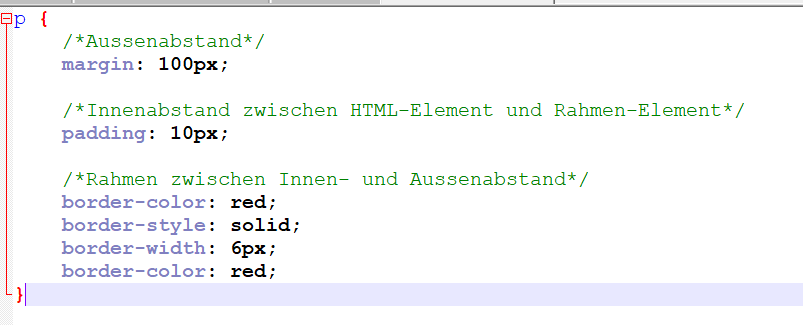 p {
/*Aussenabstand*/
margin: 100px;
/*Innenabstand zwischen HTML-Element und Rahmen-Element*/
padding: 10px;
/*Rahmen zwischen Innen- und Aussenabstand*/
border-color: red;
border-style: solid;
border-width: 6px;
border-color: red;
}